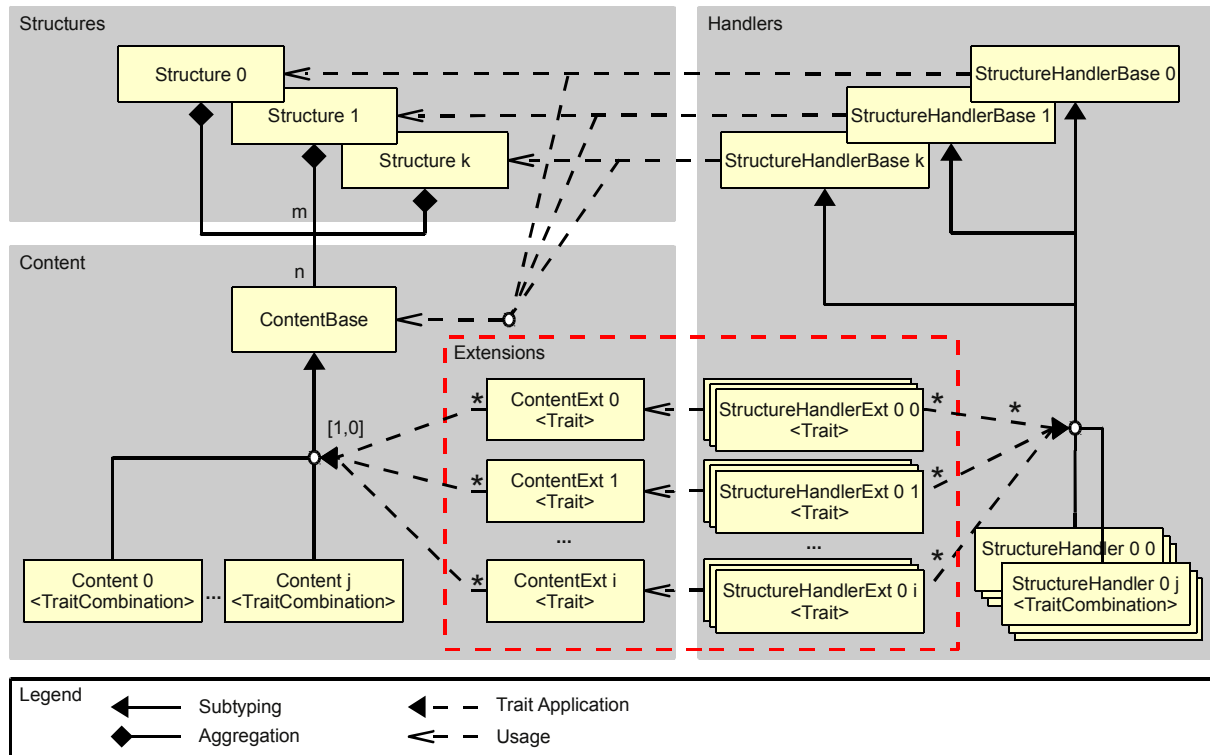 Structures
Handlers
Structure 0
StructureHandlerBase 0
Structure 1
StructureHandlerBase 1
Structure k
StructureHandlerBase k
m
Content
n
ContentBase
Extensions
ContentExt 0
<Trait>
StructureHandlerExt 0 0
<Trait>
*
*
*
[1,0]
*
ContentExt 1
<Trait>
StructureHandlerExt 0 1
<Trait>
*
...
...
*
StructureHandler 0 0
Content 0
<TraitCombination>
...
Content j
<TraitCombination>
*
ContentExt i
<Trait>
StructureHandlerExt 0 i
<Trait>
*
StructureHandler 0 j
<TraitCombination>
Legend
Subtyping
Trait Application
Aggregation
Usage